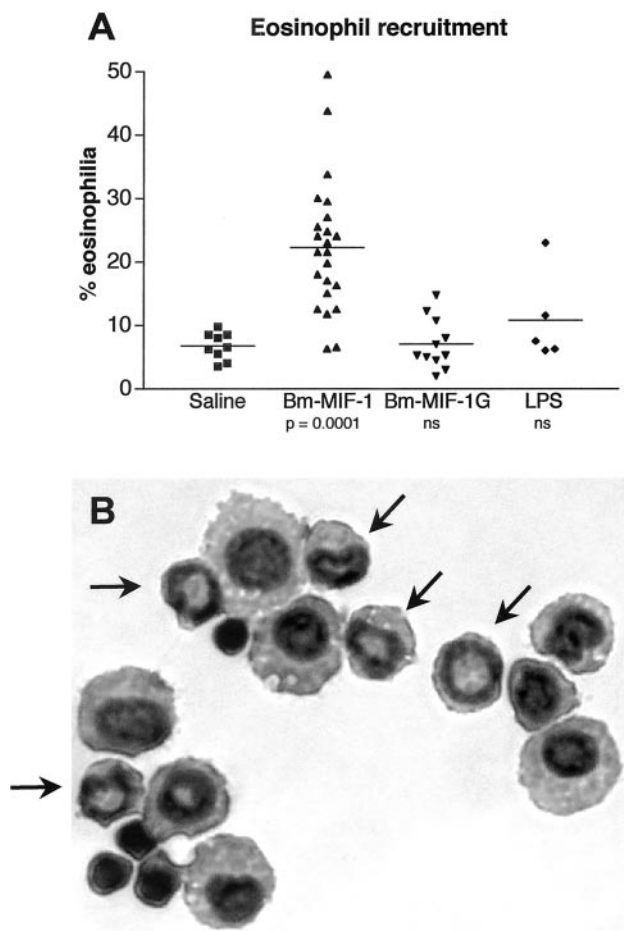 A
Eosinophil recruitment
% eosinophilia
50
40
30
20
10
0
Saline Bm-MIF-1 Bm-MIF-1G LPS
p = 0.0001 ns ns
B